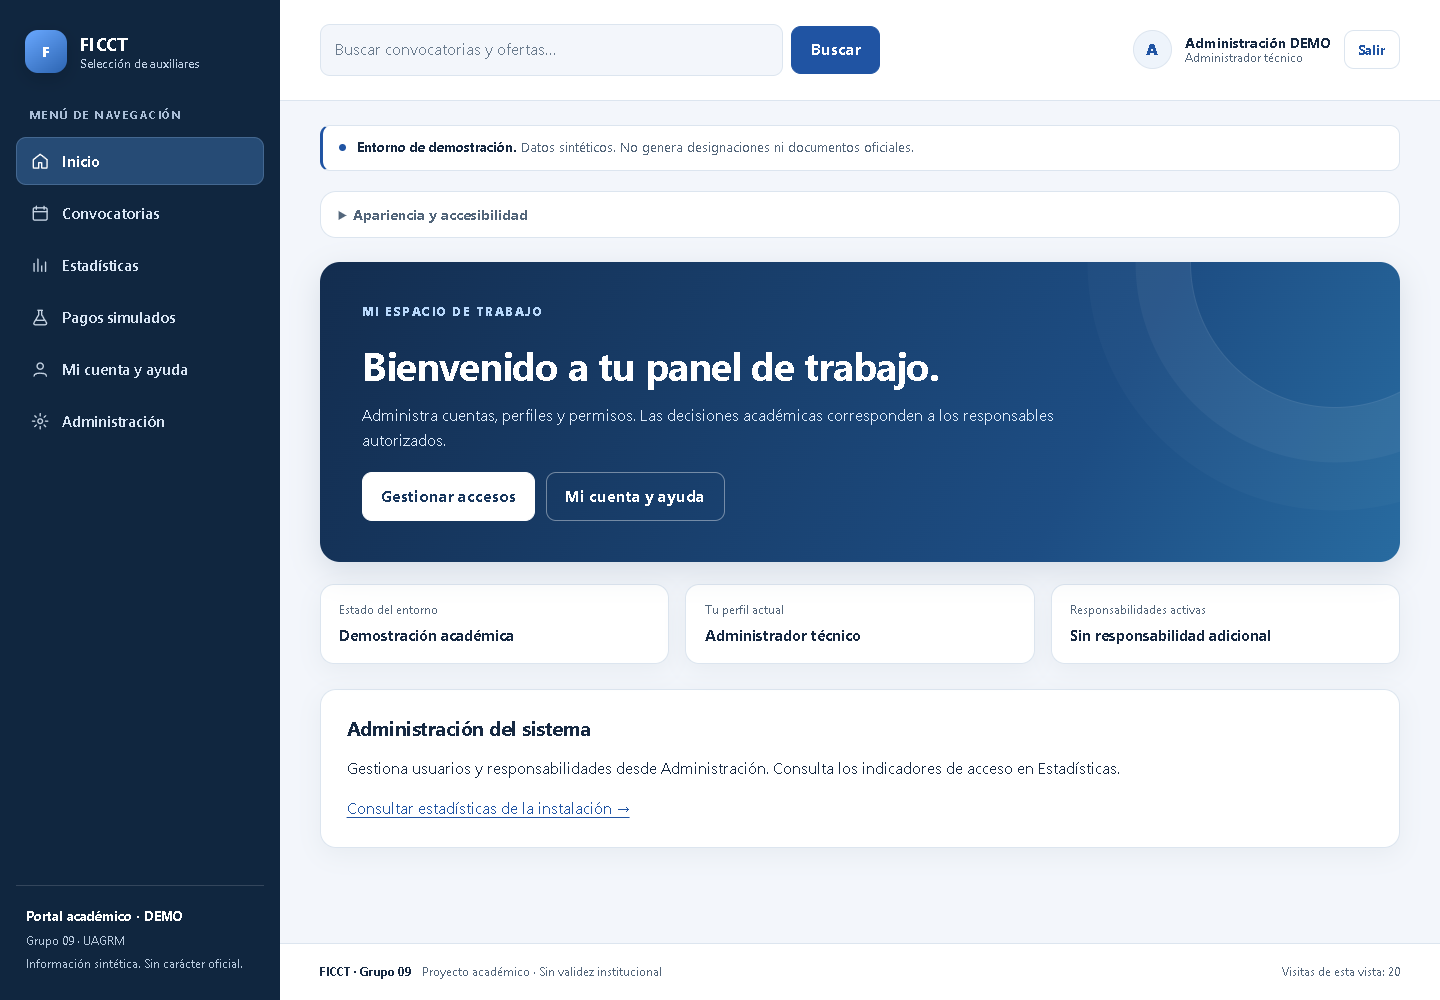 F
FICCT
Selección de auxiliares
MENÚ DE NAVEGACIÓN
Inicio
Convocatorias
Estadísticas
Pagos simulados
Mi cuenta y ayuda
Administración
Portal académico · DEMO
Grupo 09 · UAGRM
Información sintética. Sin carácter oficial.
Buscar convocatorias y ofertas...
Buscar
A
Administración DEMO
Administrador técnico
Salir
Entorno de demostración. Datos sintéticos. No genera designaciones ni documentos oficiales.
Apariencia y accesibilidad
MI ESPACIO DE TRABAJO
Bienvenido a tu panel de trabajo.
Administra cuentas, perfiles y permisos. Las decisiones académicas corresponden a los responsables
autorizados.
Gestionar accesos
Mi cuenta y ayuda
Estado del entorno
Demostración académica
Tu perfil actual
Administrador técnico
Responsabilidades activas
Sin responsabilidad adicional
Administración del sistema
Gestiona usuarios y responsabilidades desde Administración. Consulta los indicadores de acceso en Estadísticas.
Consultar estadísticas de la instalación →
FICCT · Grupo 09 Proyecto académico · Sin validez institucional
Visitas de esta vista: 20